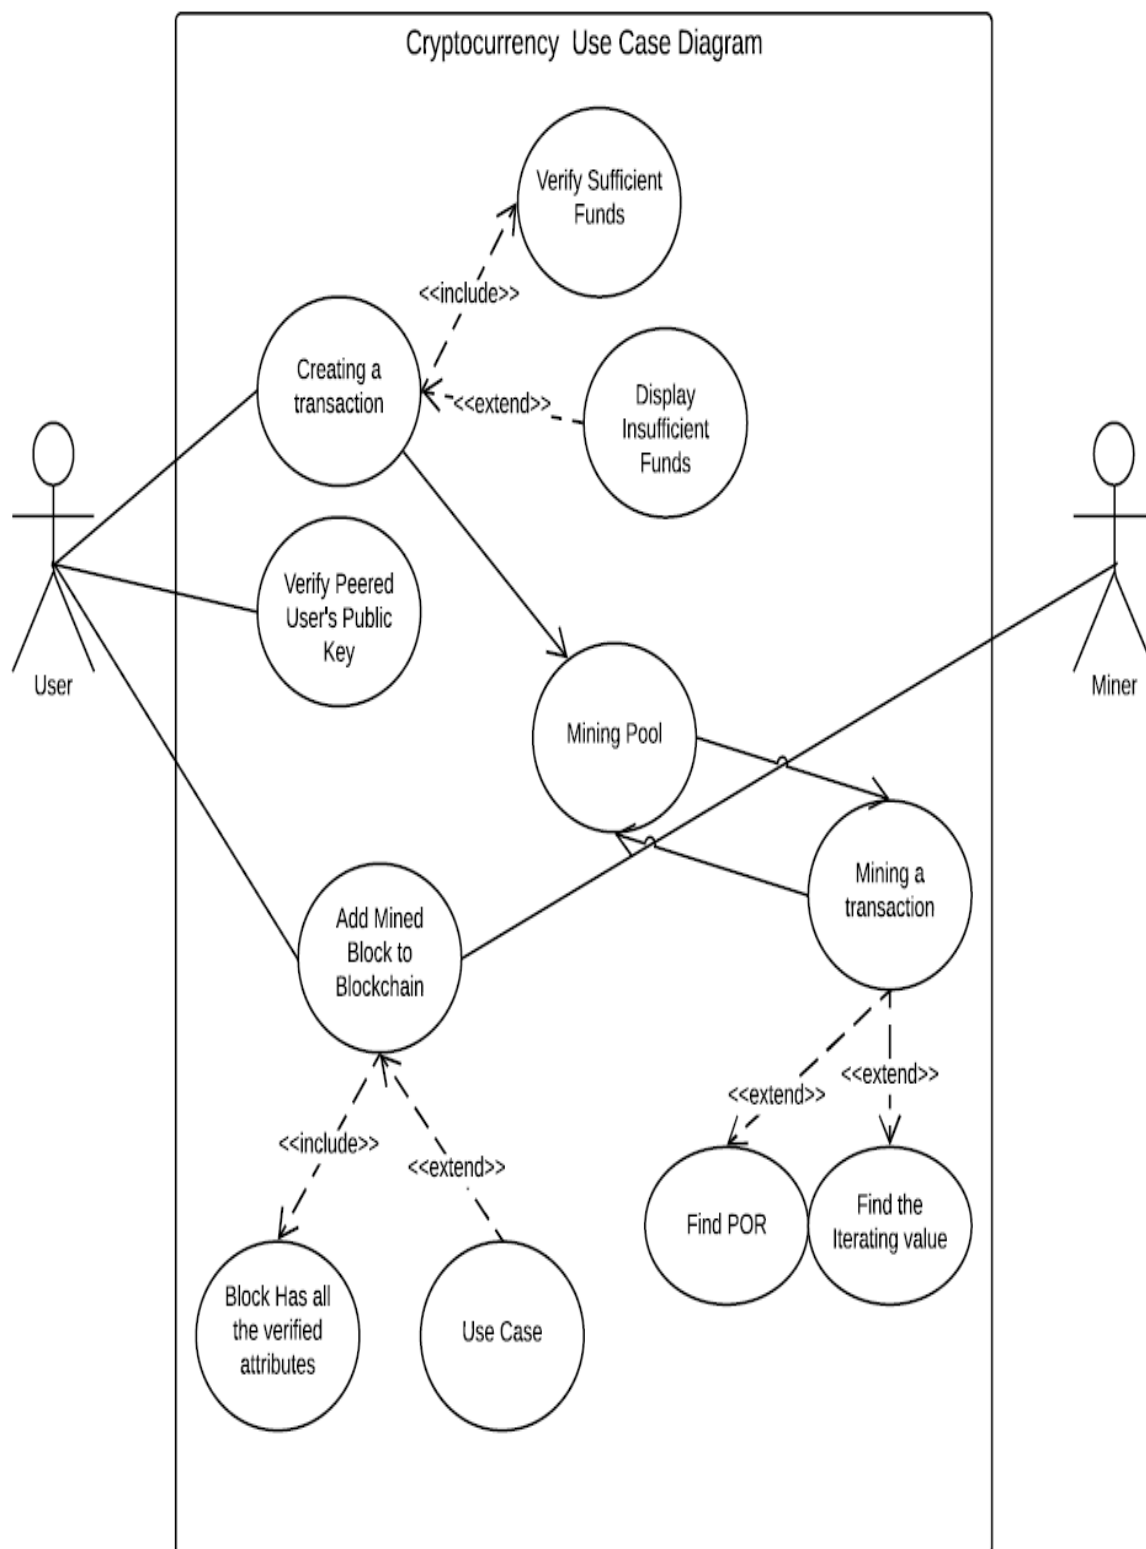 Cryptocurrency Use Case Diagram
Verify Sufficient
Funds
<<include>>
Creating a
transaction
<<extend>>
Display
Insufficient
Funds
Verify Peered
User's Public
Key
User
Miner
Mining Pool
Mining a
transaction
Add Mined
Block to
Blockchain
<<extend>>
<<extend>>
<<include>>
<<extend>>
Find POR
Find the
Iterating value
Block Has all
the verified
attributes
Use Case